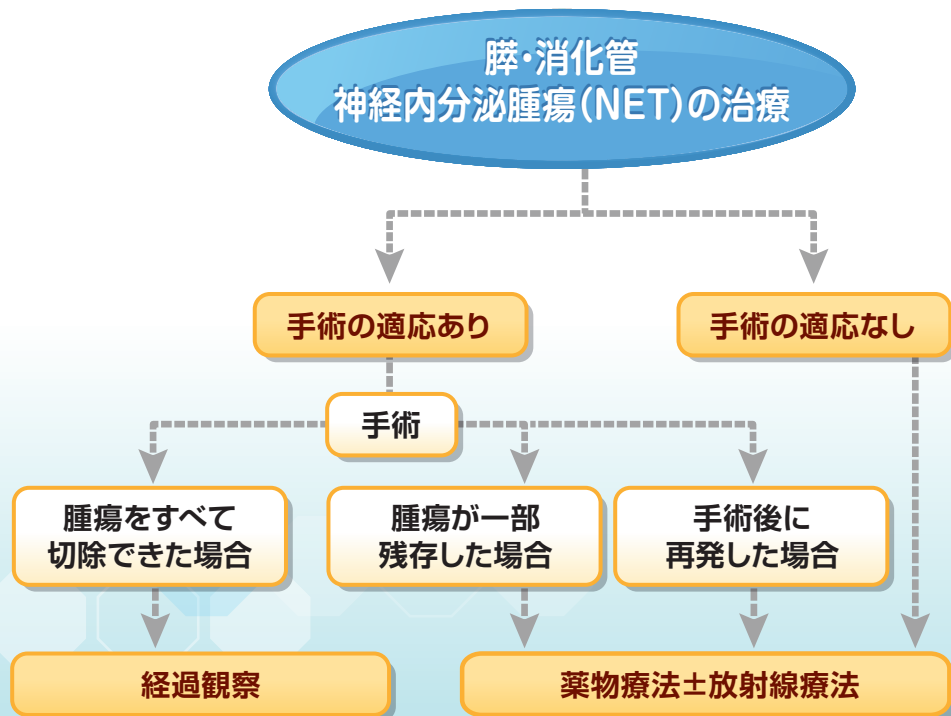 膵・消化管
神経内分泌腫瘍(NET)の治療
手術の適応あり
手術の適応なし
手術
腫瘍をすべて
切除できた場合
腫瘍が一部
残存した場合
手術後に
再発した場合
経過観察
薬物療法±放射線療法